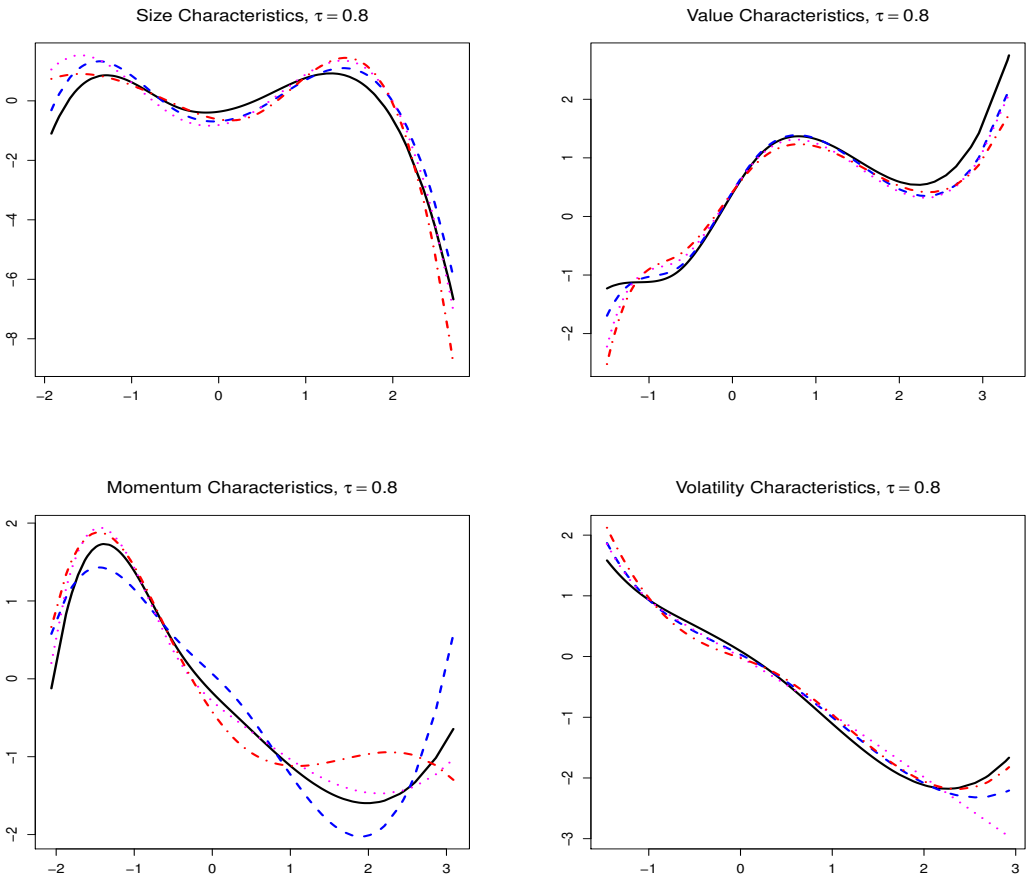 Size Characteristics, τ = 0.8
0
−2
−4
−6
−8
−2 −1 0 1 2
Value Characteristics, τ = 0.8
2
1
0
−1
−2
−1 0 1 2 3
Momentum Characteristics, τ = 0.8
2
1
0
−1
−2
−2 −1 0 1 2 3
Volatility Characteristics, τ = 0.8
2
1
0
−1
−2
−3
−1 0 1 2 3